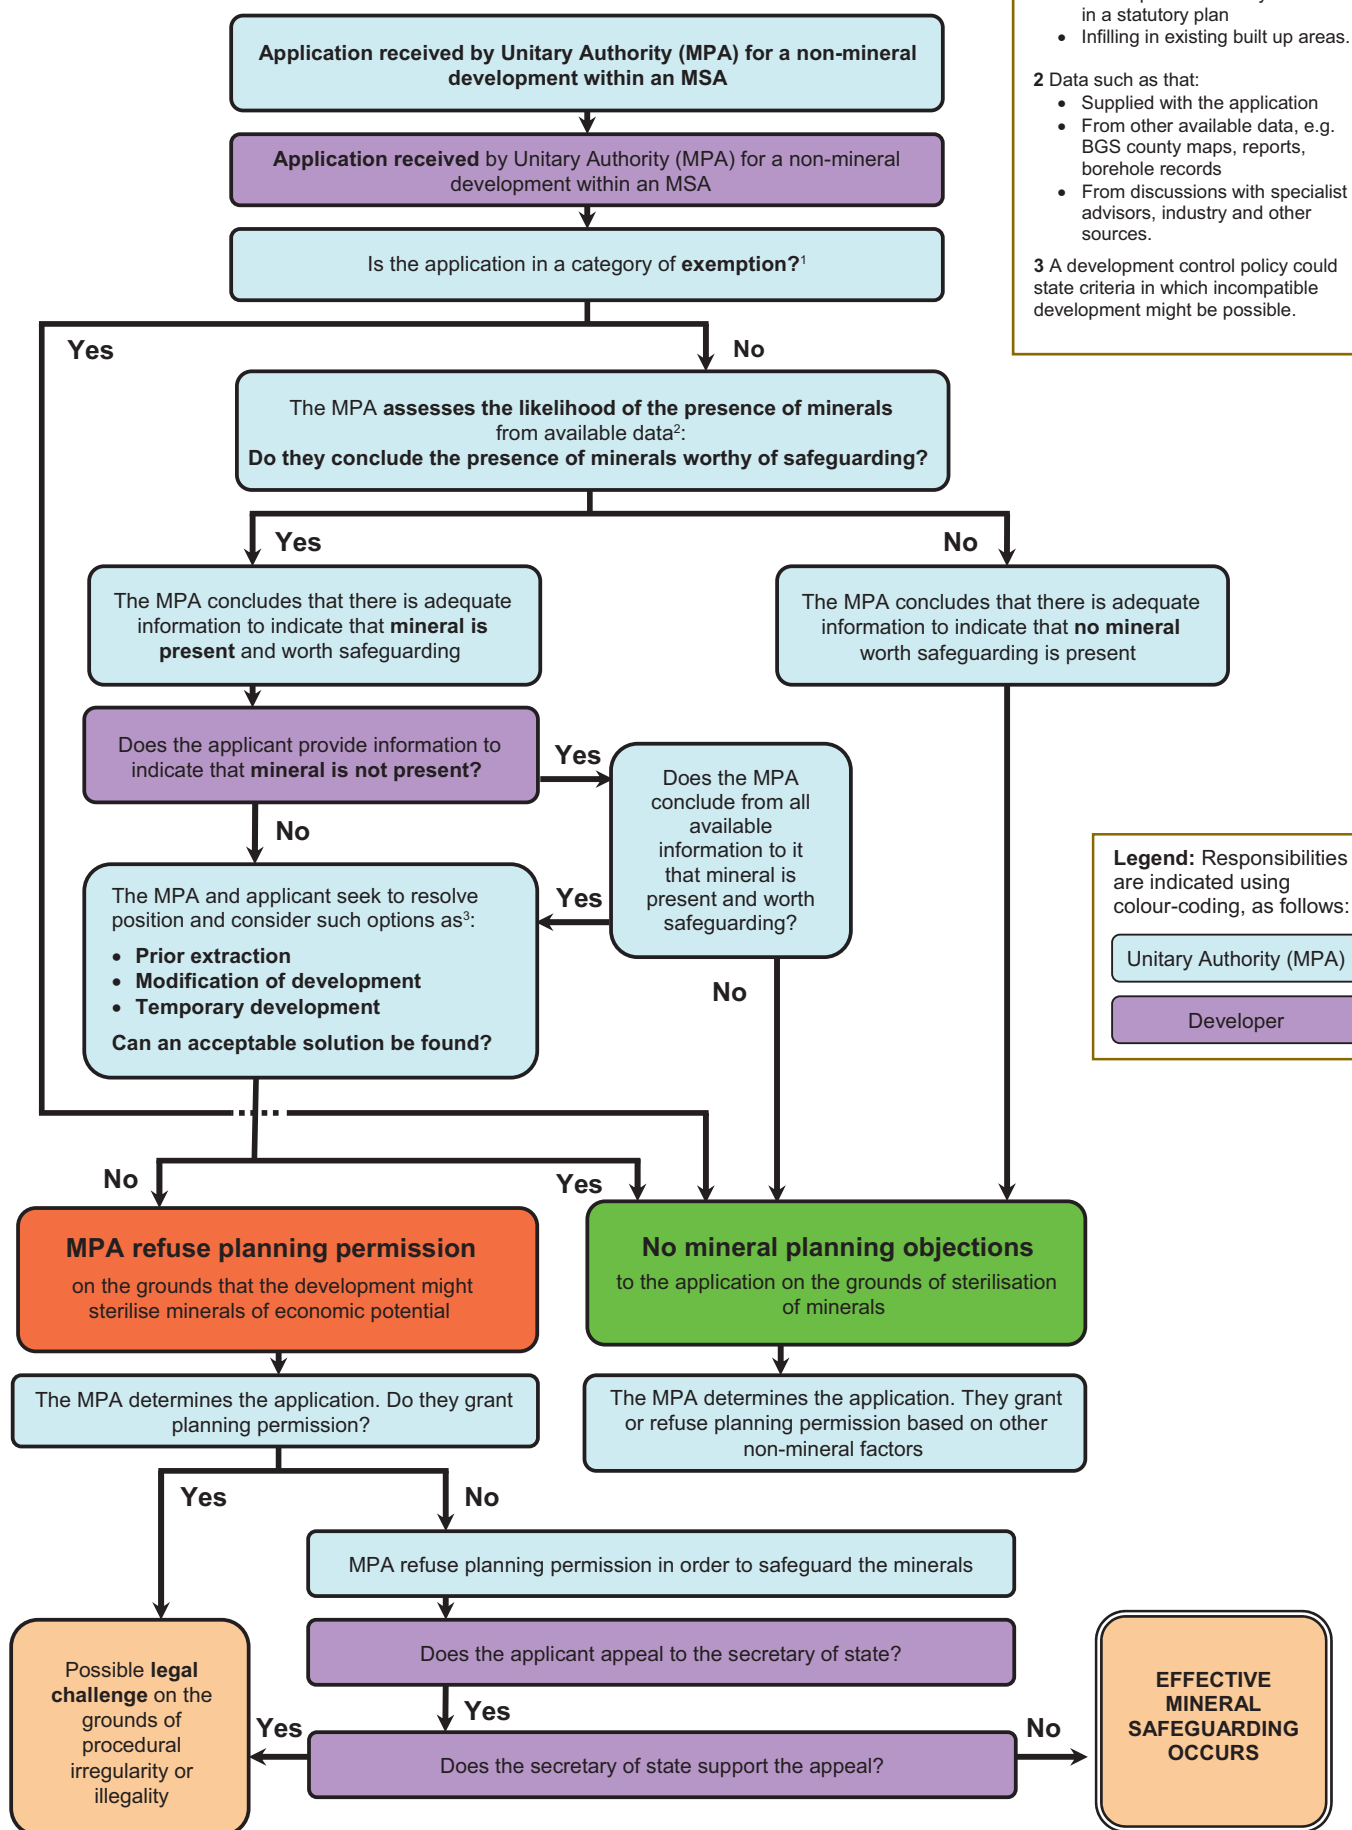 in a statutory plan
• Infilling in existing built up areas.
2 Data such as that:
• Supplied with the application
• From other available data, e.g.
BGS county maps, reports,
borehole records
• From discussions with specialist
advisors, industry and other
sources.
3 A development control policy could
state criteria in which incompatible
development might be possible.
Application received by Unitary Authority (MPA) for a non-mineral
development within an MSA
Application received by Unitary Authority (MPA) for a non-mineral
development within an MSA
Is the application in a category of exemption?¹
Yes
No
The MPA assesses the likelihood of the presence of minerals
from available data²:
Do they conclude the presence of minerals worthy of safeguarding?
Yes
No
The MPA concludes that there is adequate
information to indicate that mineral is
present and worth safeguarding
The MPA concludes that there is adequate
information to indicate that no mineral
worth safeguarding is present
Does the applicant provide information to
indicate that mineral is not present?
Yes
No
Does the MPA
conclude from all
available
information to it
that mineral is
present and worth
safeguarding?
Yes
No
The MPA and applicant seek to resolve
position and consider such options as³:
• Prior extraction
• Modification of development
• Temporary development
Can an acceptable solution be found?
Legend: Responsibilities
are indicated using
colour-coding, as follows:
Unitary Authority (MPA)
Developer
No
Yes
MPA refuse planning permission
on the grounds that the development might
sterilise minerals of economic potential
No mineral planning objections
to the application on the grounds of sterilisation
of minerals
The MPA determines the application. Do they grant
planning permission?
The MPA determines the application. They grant
or refuse planning permission based on other
non-mineral factors
Yes
No
MPA refuse planning permission in order to safeguard the minerals
Does the applicant appeal to the secretary of state?
Yes
Does the secretary of state support the appeal?
Yes
No
Possible legal
challenge on the
grounds of
procedural
irregularity or
illegality
EFFECTIVE
MINERAL
SAFEGUARDING
OCCURS